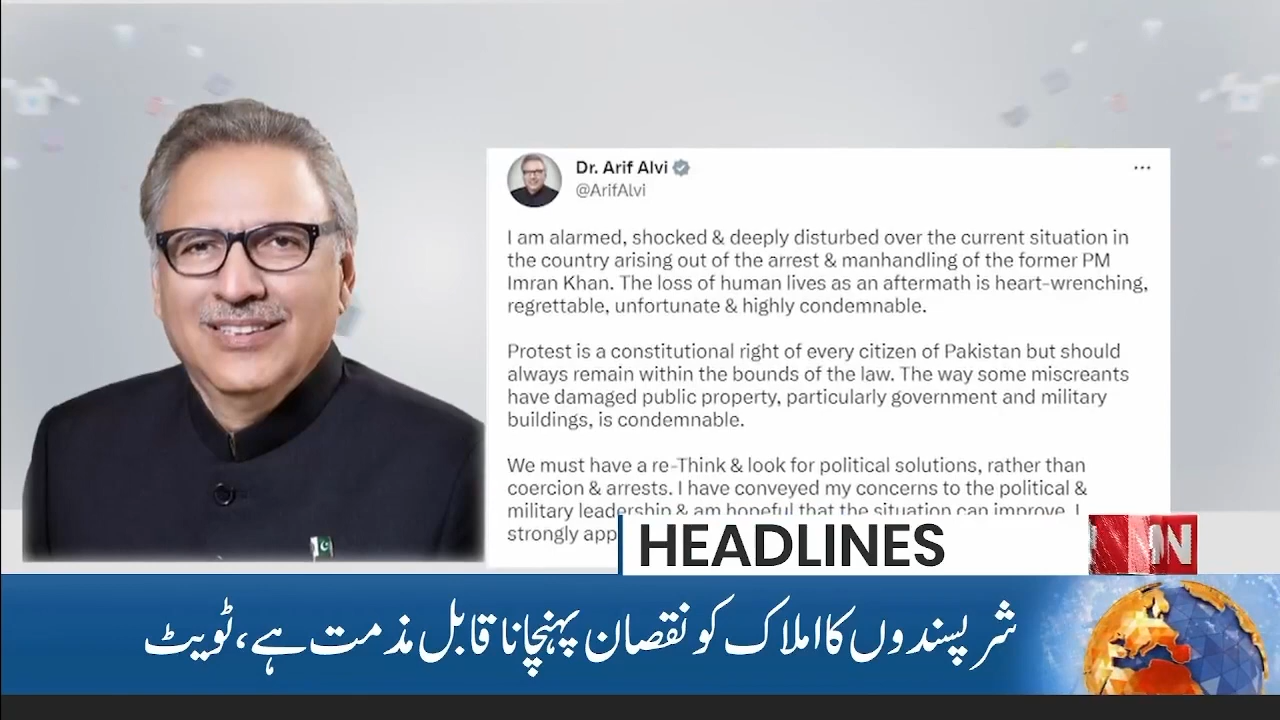 Dr. Arif Alvi
@ArifAlvi
I am alarmed, shocked & deeply disturbed over the current situation in
the country arising out of the arrest & manhandling of the former PM
Imran Khan. The loss of human lives as an aftermath is heart-wrenching,
regrettable, unfortunate & highly condemnable.
Protest is a constitutional right of every citizen of Pakistan but should
always remain within the bounds of the law. The way some miscreants
have damaged public property, particularly government and military
buildings, is condemnable.
We must have a re-Think & look for political solutions, rather than
coercion & arrests. I have conveyed my concerns to the political &
military leadership & am hopeful that the situation can improve. I
strongly app
HEADLINES
شرپسندوں کا املاک کو نقصان پہنچانا قابل مذمت ہے، ٹویٹ